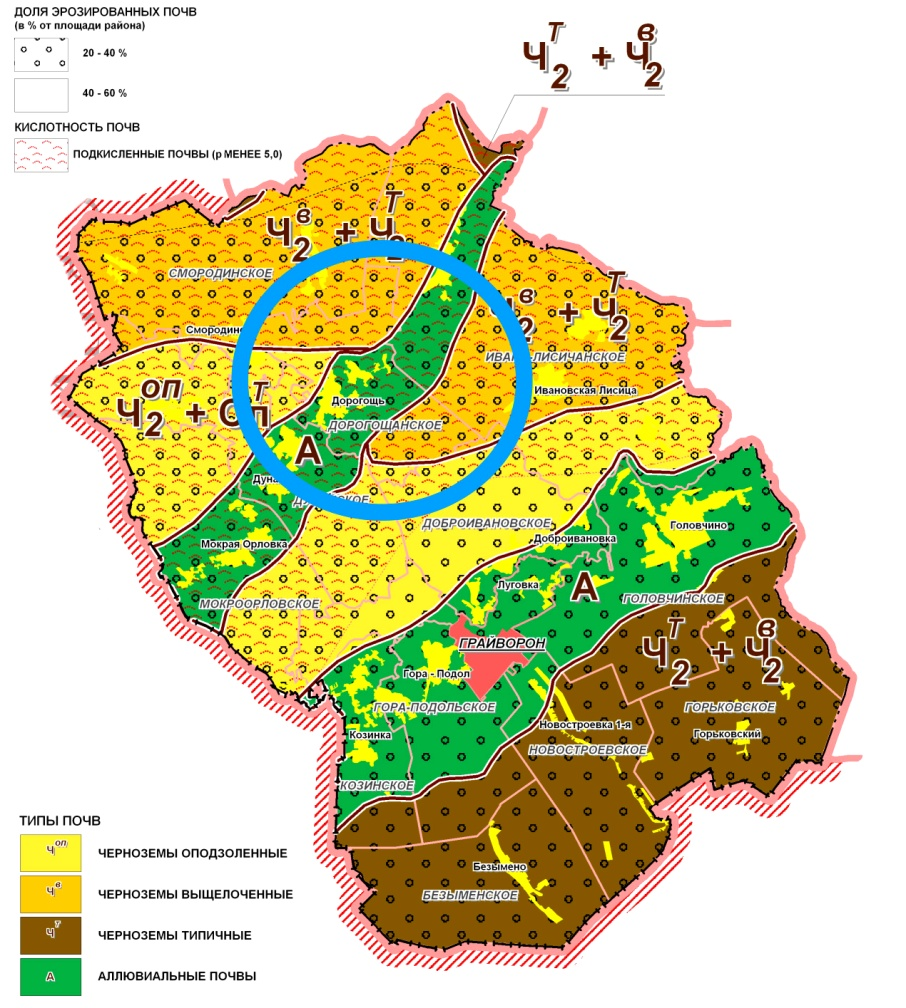 ДОЛЯ ЭРОЗИРОВАННЫХ ПОЧВ
(в % от площади района)
20 - 40 %
40 - 60 %
КИСЛОТНОСТЬ ПОЧВ
ПОДКИСЛЕННЫЕ ПОЧВЫ (р МЕНЕЕ 5,0)
Ч2Т + Ч2В
Ч2В + Ч2Т
СМОРОДИНСКОЕ
Ч2В + Ч2Т
ИВАНО-ЛИСИЧАНСКОЕ
Ивановская Лисица
Ч2ОП + ОПТ
Дорогощь
ДОРОГОЩАНСКОЕ
А
Мокрая Орловка
МОКРООРЛОВСКОЕ
ДОБРОИВАНОВСКОЕ
Доброивановка
Головчино
Луговка
А
ГОЛОВЧИНСКОЕ
ГРАЙВОРОН
Ч2Т + Ч2В
Гора - Подол
ГОРА-ПОДОЛЬСКОЕ
ГОРЬКОВСКОЕ
Горьковский
Новостроевка 1-я
НОВОСТРОЕВСКОЕ
Козинка
КОЗИНСКОЕ
Безымено
БЕЗЫМЕНСКОЕ
ТИПЫ ПОЧВ
Чоп ЧЕРНОЗЕМЫ ОПОДЗОЛЕННЫЕ
Чв ЧЕРНОЗЕМЫ ВЫЩЕЛОЧЕННЫЕ
Чт ЧЕРНОЗЕМЫ ТИПИЧНЫЕ
А АЛЛЮВИАЛЬНЫЕ ПОЧВЫ